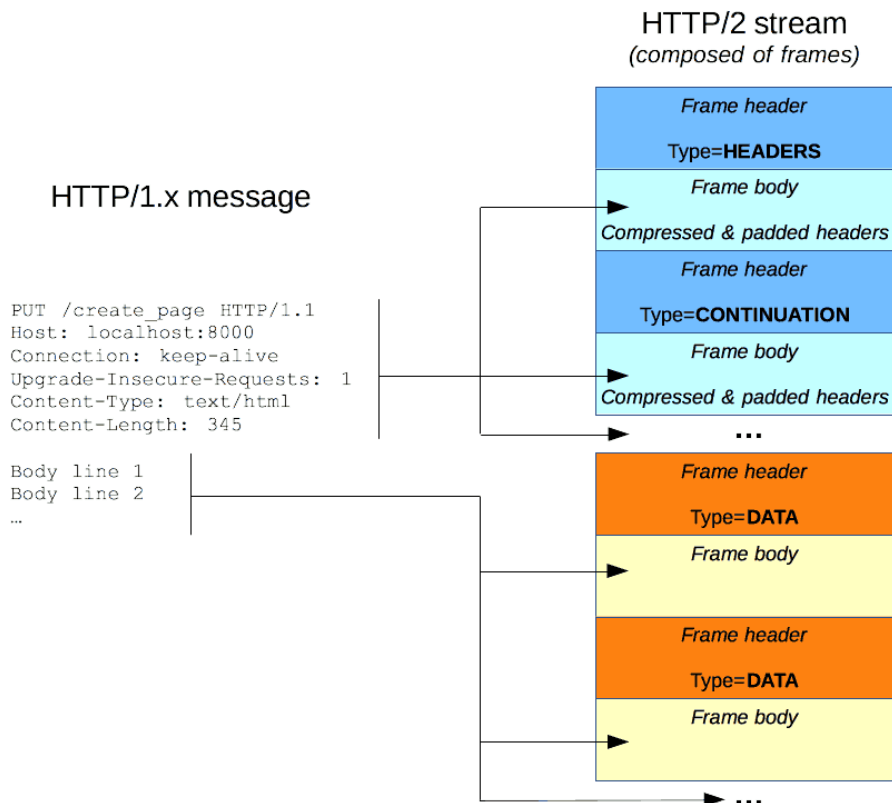 HTTP/2 stream
(composed of frames)
Frame header
Type=HEADERS
Frame body
Compressed & padded headers
Frame header
Type=CONTINUATION
Frame body
Compressed & padded headers
...
Frame header
Type=DATA
Frame body
Frame header
Type=DATA
Frame body
...
HTTP/1.x message
PUT /create_page HTTP/1.1
Host: localhost:8000
Connection: keep-alive
Upgrade-Insecure-Requests: 1
Content-Type: text/html
Content-Length: 345
Body line 1
Body line 2
…